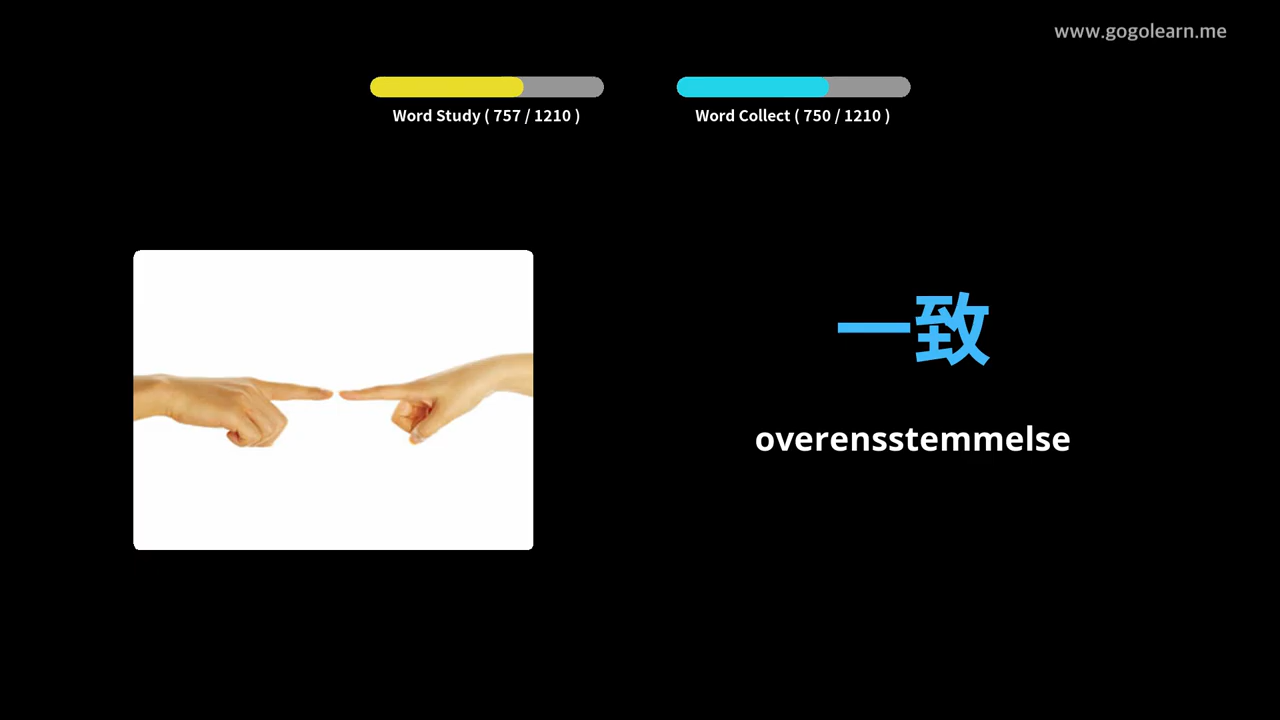 www.gogolearn.me
Word Study ( 757 / 1210 )
Word Collect ( 750 / 1210 )
一致
overensstemmelse